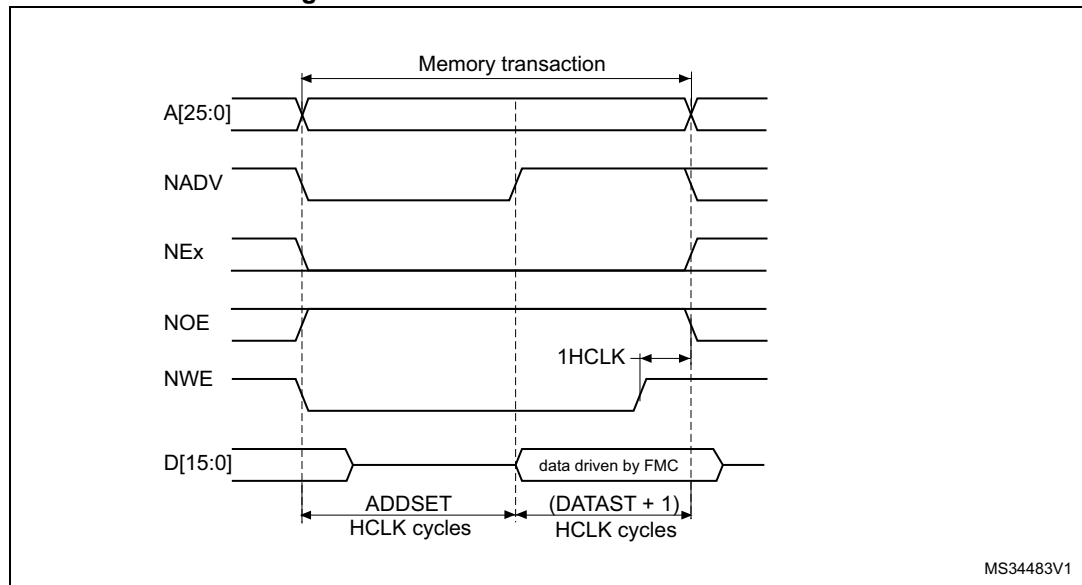 Memory transaction
A[25:0]
NADV
NEx
NOE
1HCLK
NWE
D[15:0]
data driven by FMC
ADDSET
HCLK cycles
(DATAST + 1)
HCLK cycles
MS34483V1